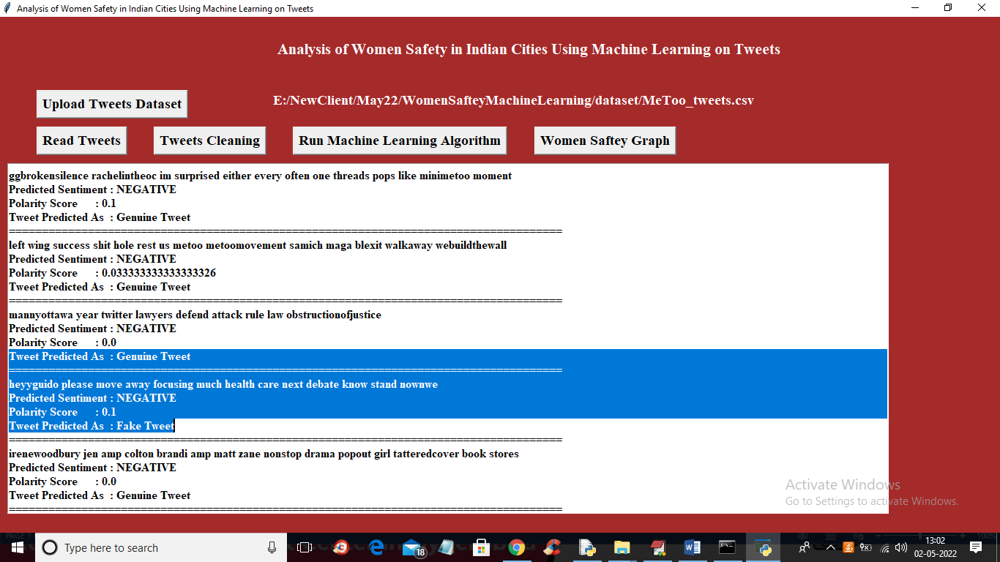 Analysis of Women Safety in Indian Cities Using Machine Learning on Tweets
Analysis of Women Safety in Indian Cities Using Machine Learning on Tweets
Upload Tweets Dataset
E:/NewClient/May22/WomenSafteyMachineLearning/dataset/MeToo_tweets.csv
Read Tweets
Tweets Cleaning
Run Machine Learning Algorithm
Women Saftey Graph
ggbrokensilence rachelintheoc im surprised either every often one threads pops like minimetoo moment
Predicted Sentiment : NEGATIVE
Polarity Score : 0.1
Tweet Predicted As : Genuine Tweet
====================================================================================
left wing success shit hole rest us metoo metoomovement samich maga blexit walkaway webuildthewall
Predicted Sentiment : NEGATIVE
Polarity Score : 0.033333333333333326
Tweet Predicted As : Genuine Tweet
====================================================================================
mannyottawa year twitter lawyers defend attack rule law obstructionofjustice
Predicted Sentiment : NEGATIVE
Polarity Score : 0.0
Tweet Predicted As : Genuine Tweet
====================================================================================
heyyguido please move away focusing much health care next debate know stand nownwe
Predicted Sentiment : NEGATIVE
Polarity Score : 0.1
Tweet Predicted As : Fake Tweet
====================================================================================
irenewoodbury jen amp colton brandi amp matt zane nonstop drama popout girl tatteredcover book stores
Predicted Sentiment : NEGATIVE
Polarity Score : 0.0
Tweet Predicted As : Genuine Tweet
====================================================================================
Activate Windows
Go to Settings to activate Windows.
PAGE 1
100%
Type here to search
18
13:02
02-05-2022